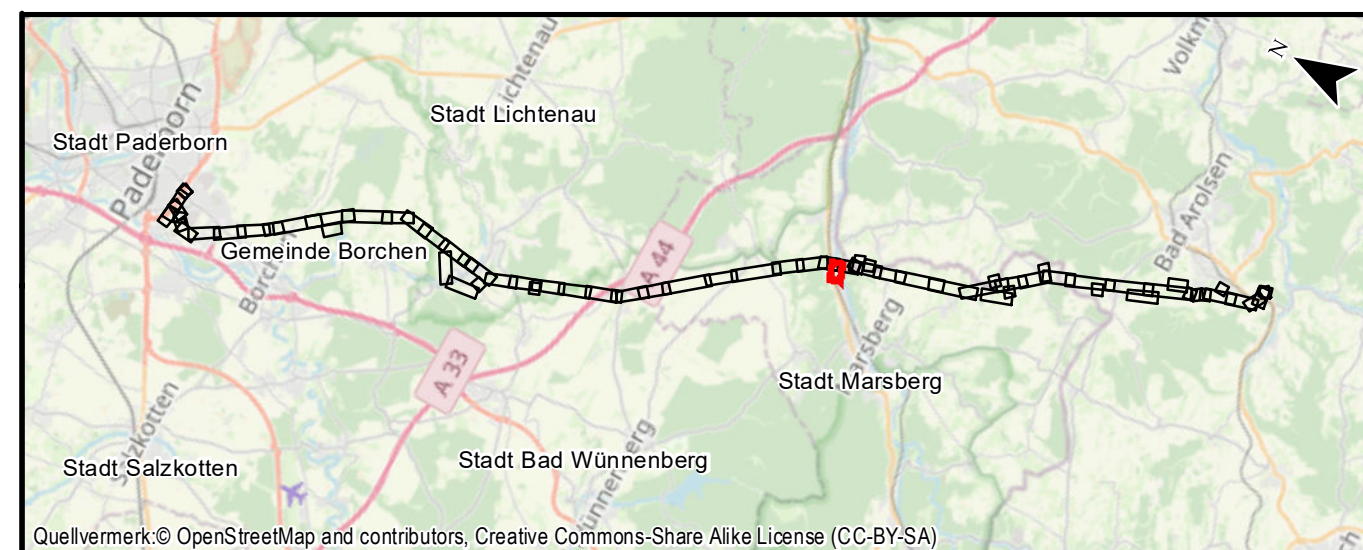 Volkm
N
Lichtenau
Stadt Lichtenau
Stadt Paderborn
Paderborn
Bad Arolsen
Gemeinde Borchen
A 44
Borch
A 33
Marsberg
Stadt Marsberg
Salzkotten
Stadt Salzkotten
Stadt Bad Wünnenberg
ünnenberg
Quellvermerk:© OpenStreetMap and contributors, Creative Commons-Share Alike License (CC-BY-SA)